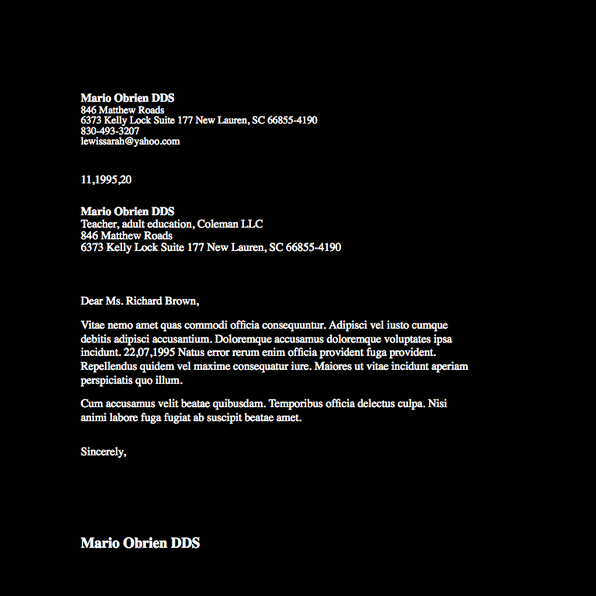 Mario Obrien DDS
846 Matthew Roads
6373 Kelly Lock Suite 177 New Lauren, SC 66855-4190
830-493-3207
lewissarah@yahoo.com
11,1995,20
Mario Obrien DDS
Teacher, adult education, Coleman LLC
846 Matthew Roads
6373 Kelly Lock Suite 177 New Lauren, SC 66855-4190
Dear Ms. Richard Brown,
Vitae nemo amet quas commodi officia consequuntur. Adipisci vel iusto cumque
debitis adipisci accusantium. Doloremque accusamus doloremque voluptates ipsa
incidunt. 22,07,1995 Natus error rerum enim officia provident fuga provident.
Repellendus quidem vel maxime consequatur iure. Maiores ut vitae incidunt aperiam
perspiciatis quo illum.
Cum accusamus velit beatae quibusdam. Temporibus officia delectus culpa. Nisi
animi labore fuga fugiat ab suscipit beatae amet.
Sincerely,
Mario Obrien DDS